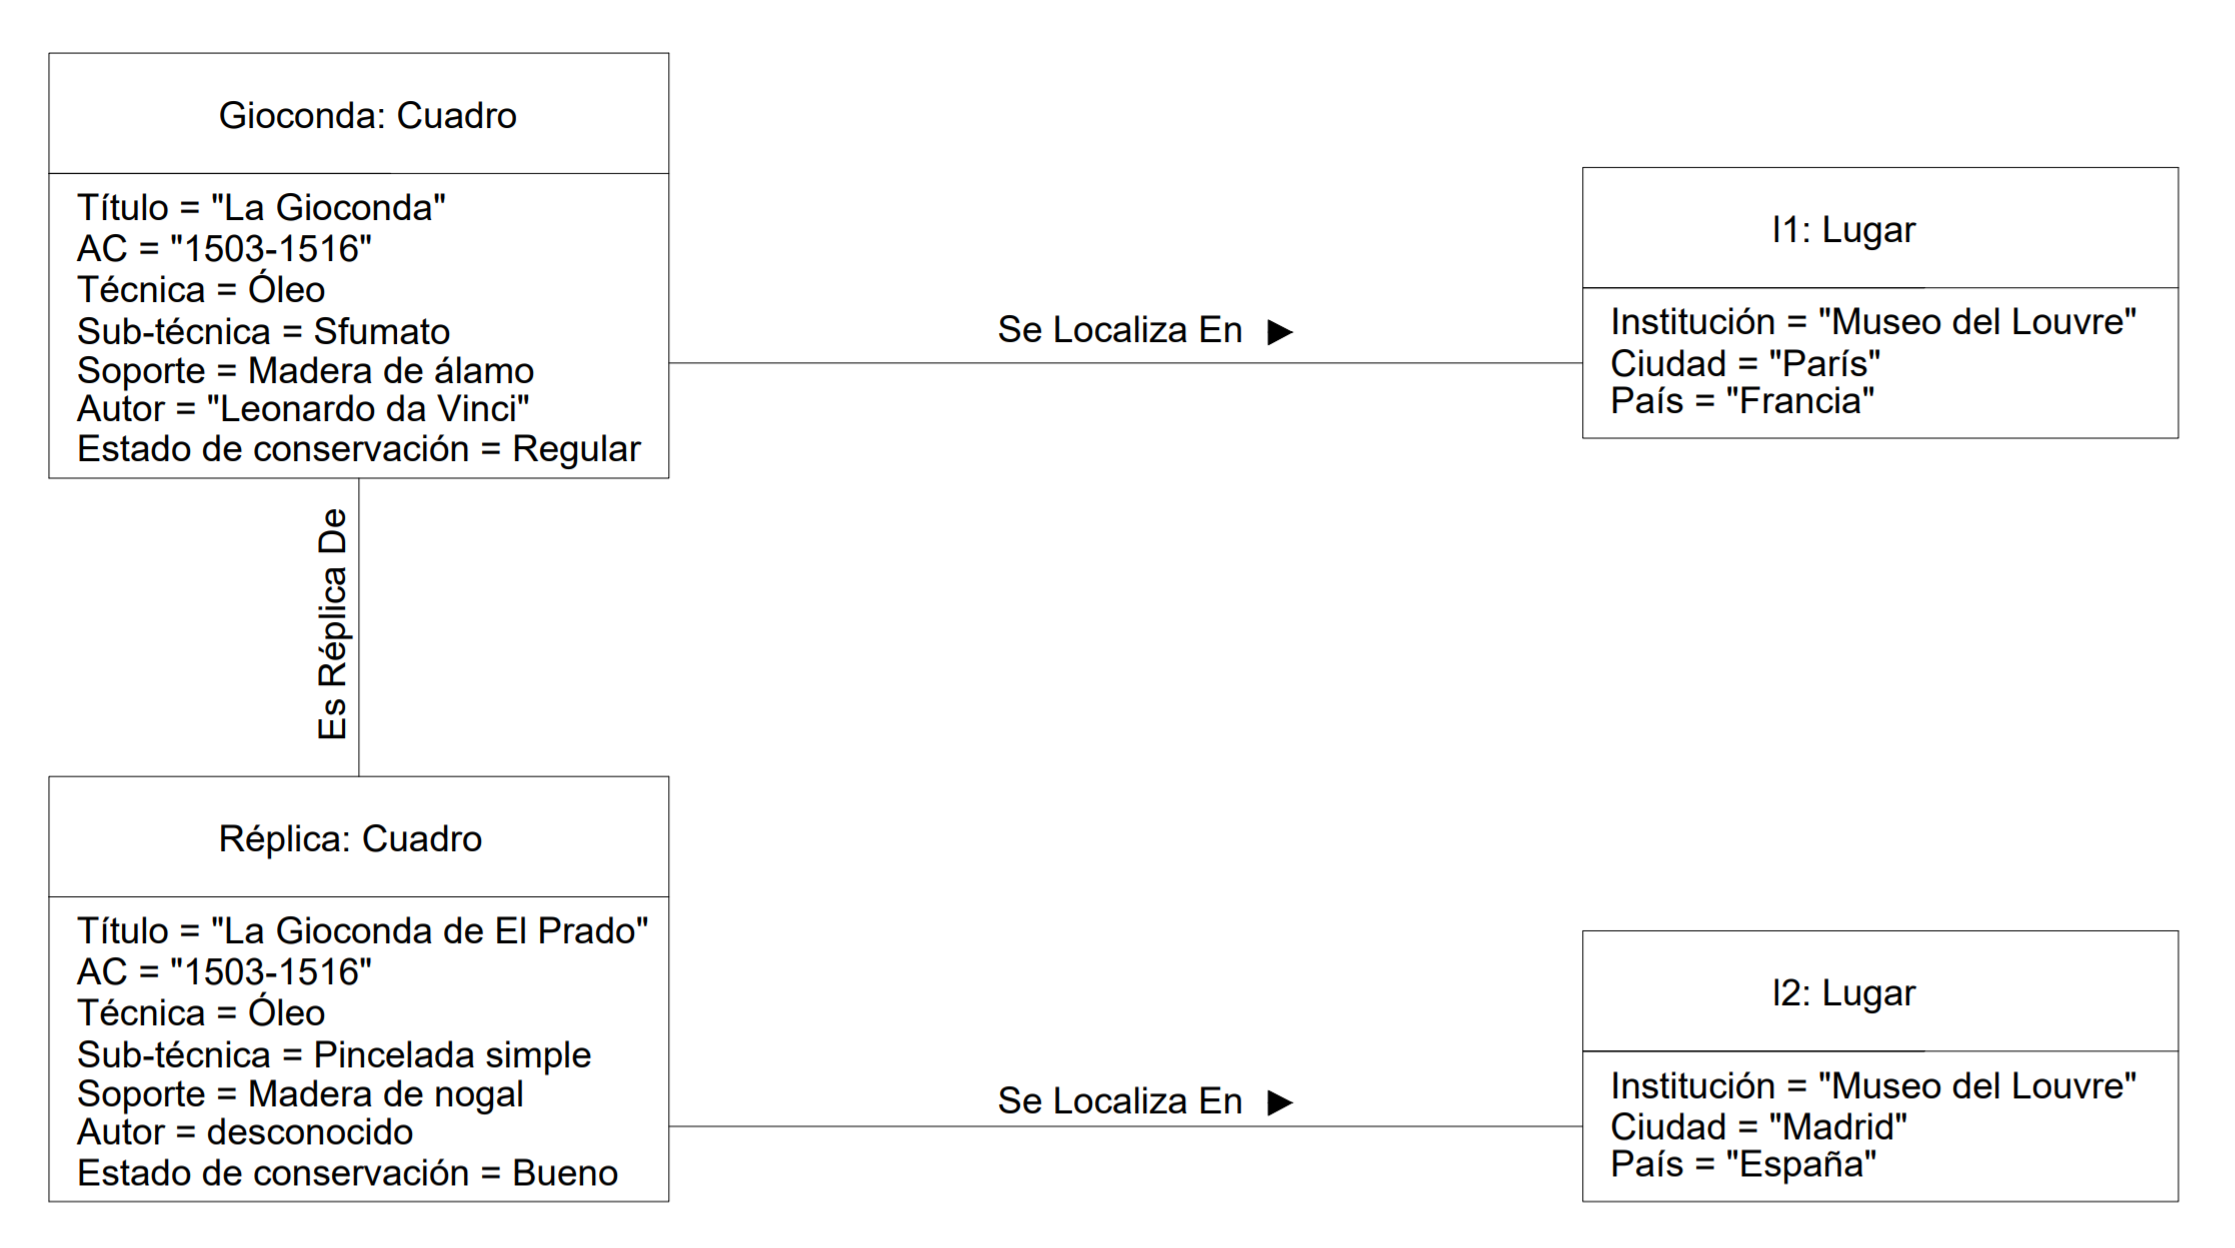 Gioconda: Cuadro
Título = "La Gioconda"
AC = "1503-1516"
Técnica = Óleo
Sub-técnica = Sfumato
Soporte = Madera de álamo
Autor = "Leonardo da Vinci"
Estado de conservación = Regular
Se Localiza En ►
l1: Lugar
Institución = "Museo del Louvre"
Ciudad = "París"
País = "Francia"
Es Réplica De
Réplica: Cuadro
Título = "La Gioconda de El Prado"
AC = "1503-1516"
Técnica = Óleo
Sub-técnica = Pincelada simple
Soporte = Madera de nogal
Autor = desconocido
Estado de conservación = Bueno
Se Localiza En ►
l2: Lugar
Institución = "Museo del Louvre"
Ciudad = "Madrid"
País = "España"